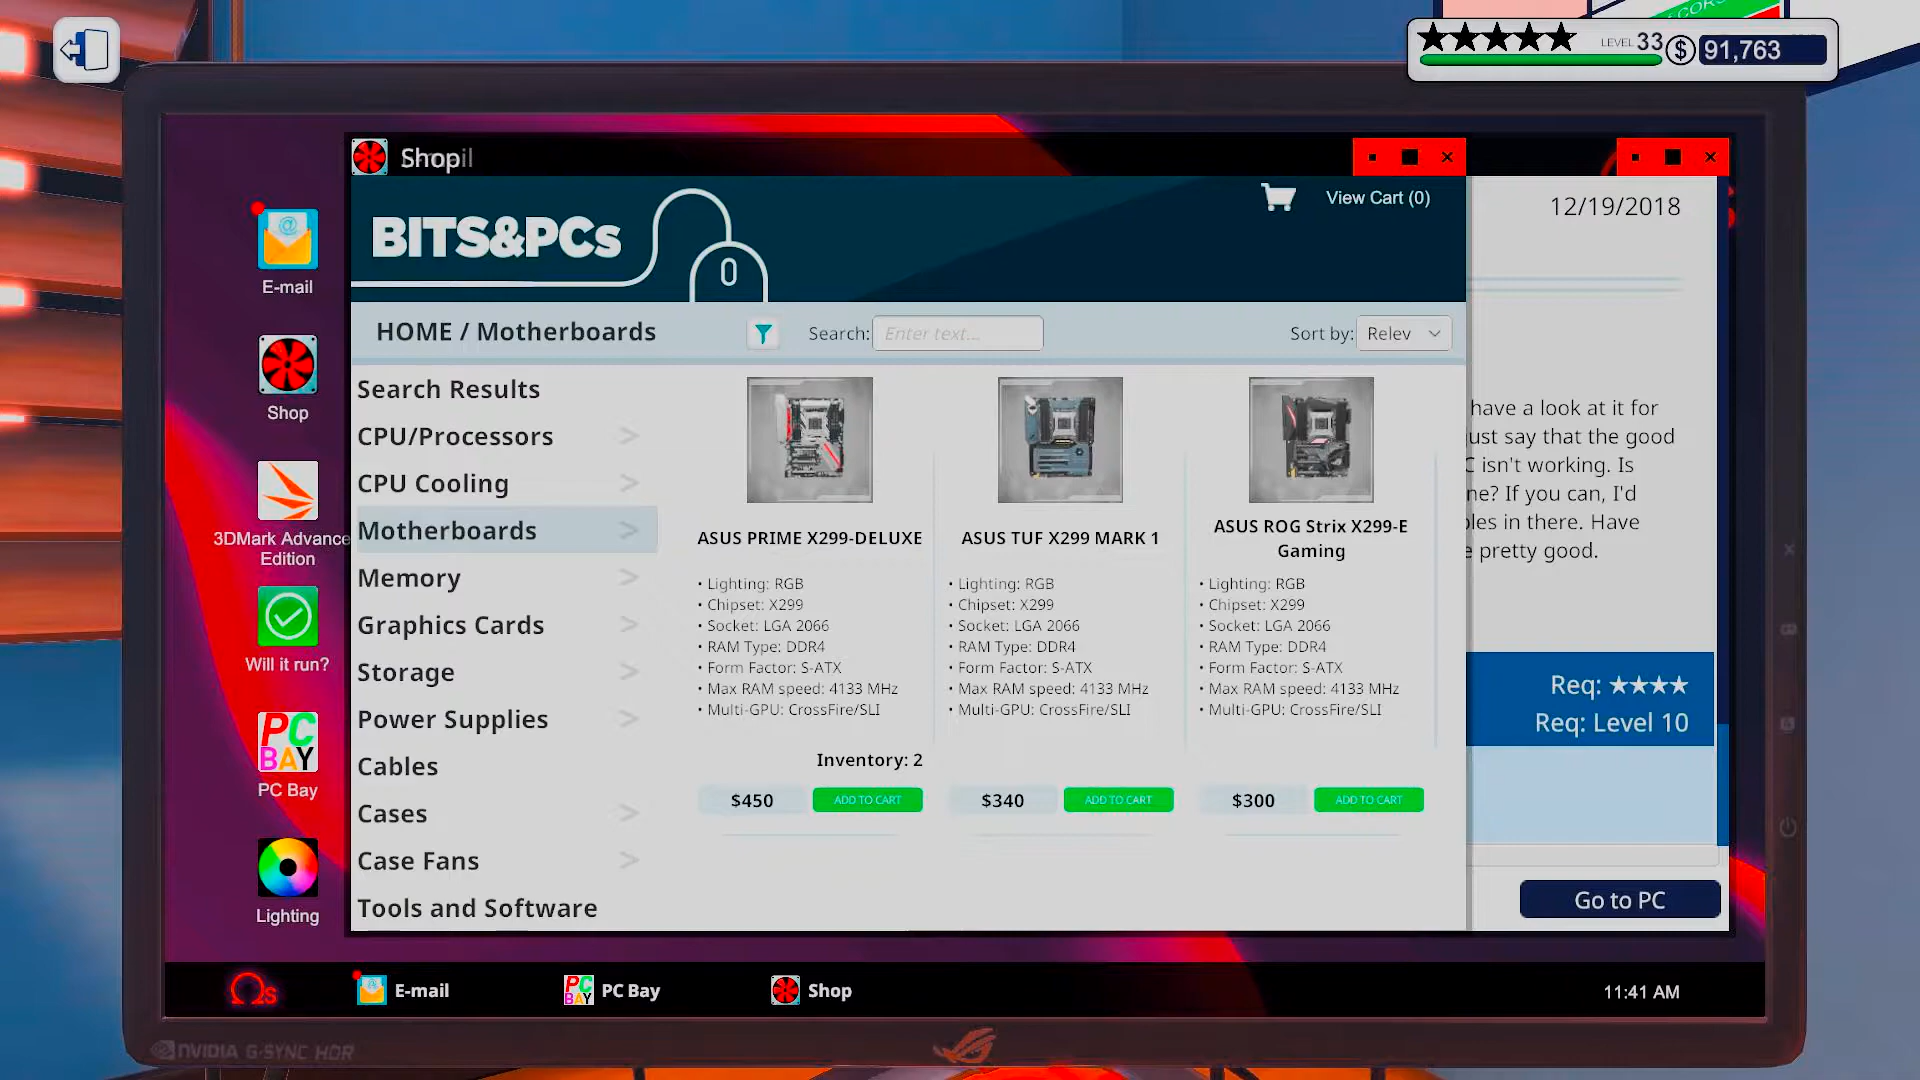 LEVEL 33
$ 91,763
Shop
12/19/2018
BITS&PCs
View Cart (0)
HOME / Motherboards
Search:
Enter text...
Sort by:
Relev
Search Results
CPU/Processors
CPU Cooling
Motherboards
Memory
Graphics Cards
Storage
Power Supplies
Cables
Cases
Case Fans
Tools and Software
ASUS PRIME X299-DELUXE
• Lighting: RGB
• Chipset: X299
• Socket: LGA 2066
• RAM Type: DDR4
• Form Factor: S-ATX
• Max RAM speed: 4133 MHz
• Multi-GPU: CrossFire/SLI
Inventory: 2
$450
ADD TO CART
ASUS TUF X299 MARK 1
• Lighting: RGB
• Chipset: X299
• Socket: LGA 2066
• RAM Type: DDR4
• Form Factor: S-ATX
• Max RAM speed: 4133 MHz
• Multi-GPU: CrossFire/SLI
$340
ADD TO CART
ASUS ROG Strix X299-E
Gaming
• Lighting: RGB
• Chipset: X299
• Socket: LGA 2066
• RAM Type: DDR4
• Form Factor: S-ATX
• Max RAM speed: 4133 MHz
• Multi-GPU: CrossFire/SLI
$300
ADD TO CART
have a look at it for
just say that the good
C isn't working. Is
ne? If you can, I'd
ples in there. Have
e pretty good.
Req: ★★★★
Req: Level 10
Go to PC
E-mail
Shop
3DMark Advance
Edition
Will it run?
PC
BAY
PC Bay
Lighting
Ωs
E-mail
PC Bay
Shop
11:41 AM
NVIDIA G-SYNC HDR